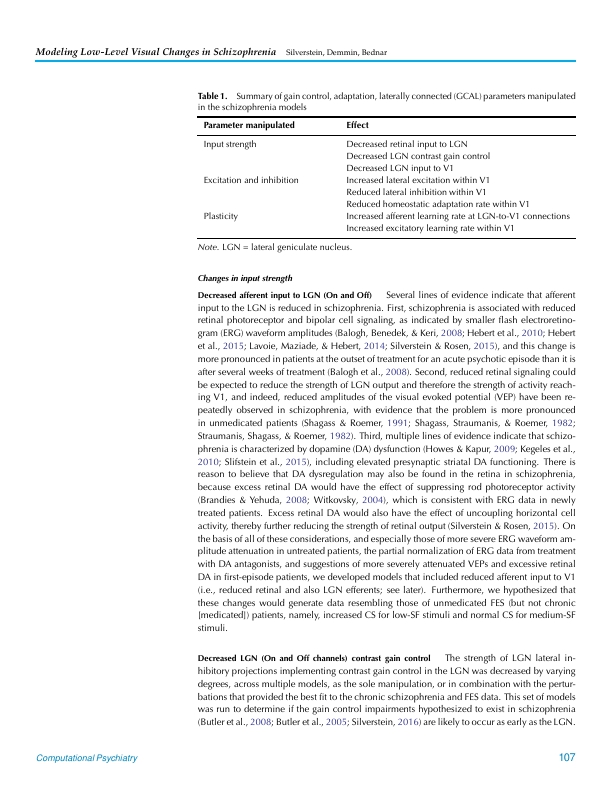 Modeling Low-Level Visual Changes in Schizophrenia Silverstein, Demmin, Bednar
Table 1. Summary of gain control, adaptation, laterally connected (GCAL) parameters manipulated
in the schizophrenia models
Parameter manipulated Effect
Input strength Decreased retinal input to LGN
Decreased LGN contrast gain control
Decreased LGN input to V1
Excitation and inhibition Increased lateral excitation within V1
Reduced lateral inhibition within V1
Reduced homeostatic adaptation rate within V1
Plasticity Increased afferent learning rate at LGN-to-V1 connections
Increased excitatory learning rate within V1
Note. LGN = lateral geniculate nucleus.
Changes in input strength
Decreased afferent input to LGN (On and Off) Several lines of evidence indicate that afferent
input to the LGN is reduced in schizophrenia. First, schizophrenia is associated with reduced
retinal photoreceptor and bipolar cell signaling, as indicated by smaller flash electroretino-
gram (ERG) waveform amplitudes (Balogh, Benedek, & Keri, 2008; Hebert et al., 2010; Hebert
et al., 2015; Lavoie, Maziade, & Hebert, 2014; Silverstein & Rosen, 2015), and this change is
more pronounced in patients at the outset of treatment for an acute psychotic episode than it is
after several weeks of treatment (Balogh et al., 2008). Second, reduced retinal signaling could
be expected to reduce the strength of LGN output and therefore the strength of activity reach-
ing V1, and indeed, reduced amplitudes of the visual evoked potential (VEP) have been re-
peatedly observed in schizophrenia, with evidence that the problem is more pronounced
in unmedicated patients (Shagass & Roemer, 1991; Shagass, Straumanis, & Roemer, 1982;
Straumanis, Shagass, & Roemer, 1982). Third, multiple lines of evidence indicate that schizo-
phrenia is characterized by dopamine (DA) dysfunction (Howes & Kapur, 2009; Kegeles et al.,
2010; Slifstein et al., 2015), including elevated presynaptic striatal DA functioning. There is
reason to believe that DA dysregulation may also be found in the retina in schizophrenia,
because excess retinal DA would have the effect of suppressing rod photoreceptor activity
(Brandies & Yehuda, 2008; Witkovsky, 2004), which is consistent with ERG data in newly
treated patients. Excess retinal DA would also have the effect of uncoupling horizontal cell
activity, thereby further reducing the strength of retinal output (Silverstein & Rosen, 2015). On
the basis of all of these considerations, and especially those of more severe ERG waveform am-
plitude attenuation in untreated patients, the partial normalization of ERG data from treatment
with DA antagonists, and suggestions of more severely attenuated VEPs and excessive retinal
DA in first-episode patients, we developed models that included reduced afferent input to V1
(i.e., reduced retinal and also LGN efferents; see later). Furthermore, we hypothesized that
these changes would generate data resembling those of unmedicated FES (but not chronic
[medicated]) patients, namely, increased CS for low-SF stimuli and normal CS for medium-SF
stimuli.
Decreased LGN (On and Off channels) contrast gain control The strength of LGN lateral in-
hibitory projections implementing contrast gain control in the LGN was decreased by varying
degrees, across multiple models, as the sole manipulation, or in combination with the pertur-
bations that provided the best fit to the chronic schizophrenia and FES data. This set of models
was run to determine if the gain control impairments hypothesized to exist in schizophrenia
(Butler et al., 2008; Butler et al., 2005; Silverstein, 2016) are likely to occur as early as the LGN.
Computational Psychiatry 107